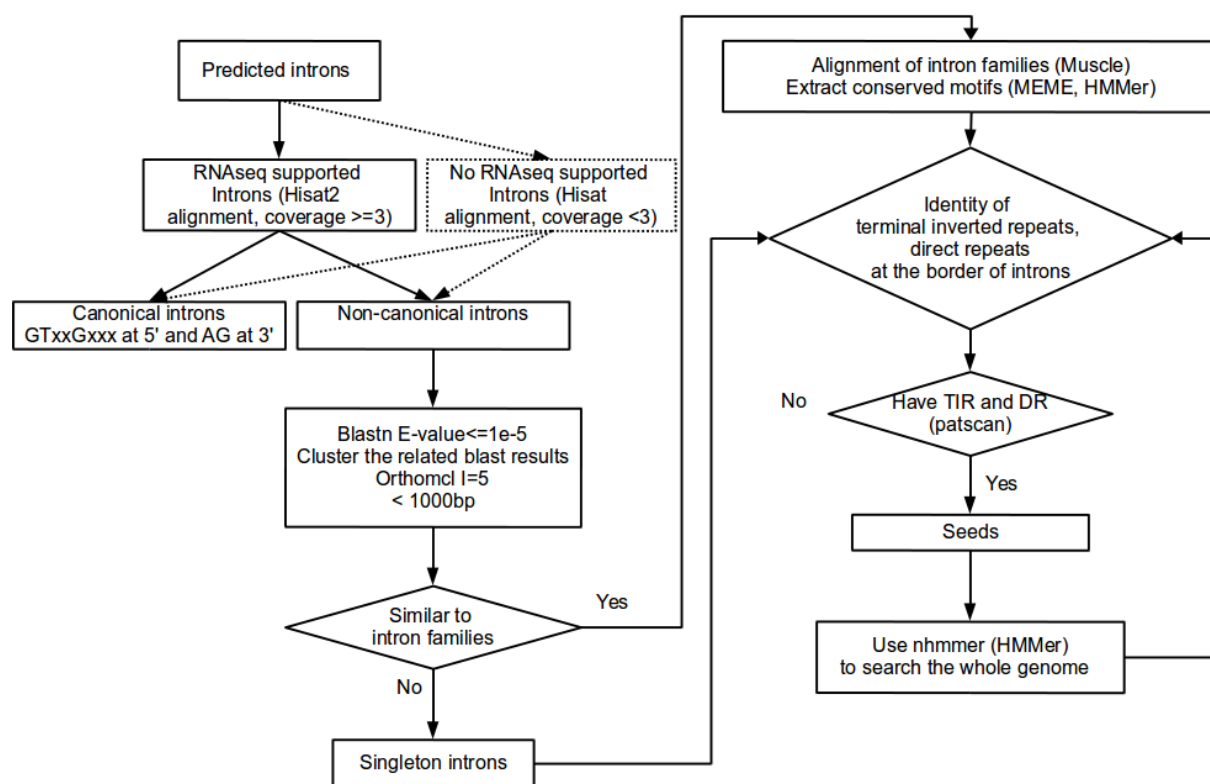 Predicted introns
RNAseq supported
Introns (Hisat2
alignment, coverage >=3)
No RNAseq supported
Introns (Hisat
alignment, coverage <3)
Canonical introns
GTxxGxxx at 5' and AG at 3'
Non-canonical introns
Blastn E-value<=1e-5
Cluster the related blast results
Orthomcl I=5
< 1000bp
Similar to
intron families
Yes
No
Singleton introns
Alignment of intron families (Muscle)
Extract conserved motifs (MEME, HMMer)
Identity of
terminal inverted repeats,
direct repeats
at the border of introns
No
Have TIR and DR
(patscan)
Yes
Seeds
Use nhmmer (HMMer)
to search the whole genome